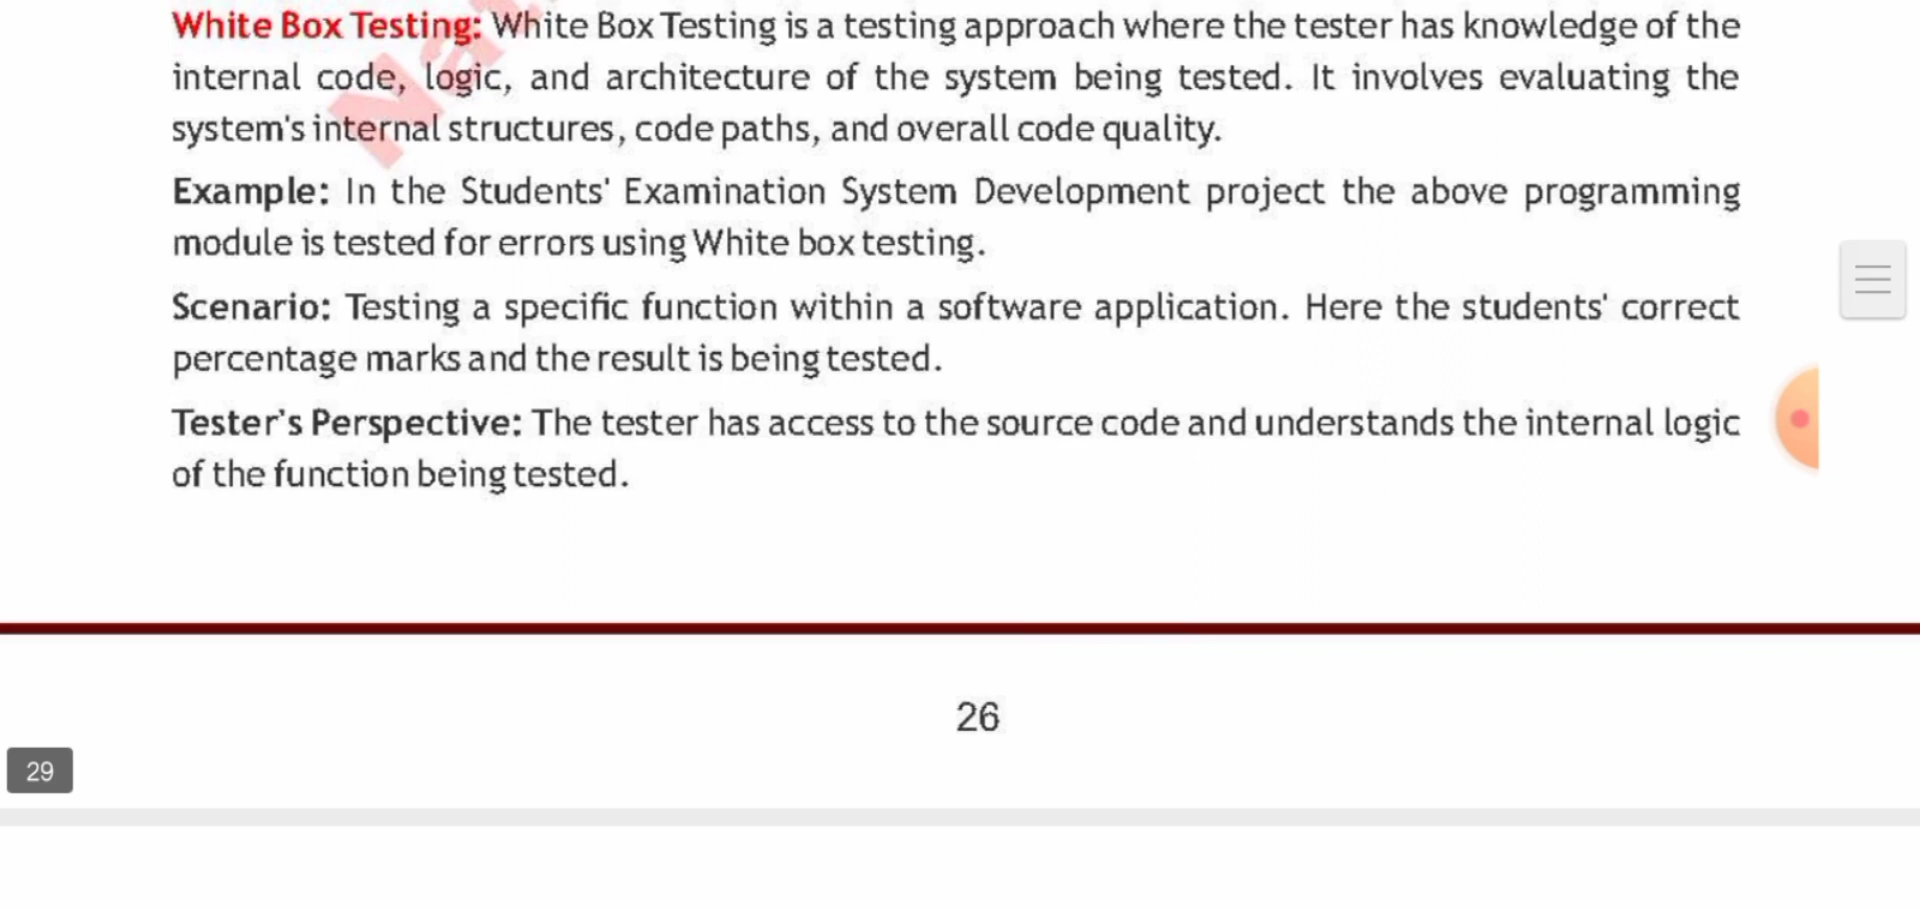 White Box Testing: White Box Testing is a testing approach where the tester has knowledge of the
internal code, logic, and architecture of the system being tested. It involves evaluating the
system's internal structures, code paths, and overall code quality.
Example: In the Students' Examination System Development project the above programming
module is tested for errors using White box testing.
Scenario: Testing a specific function within a software application. Here the students' correct
percentage marks and the result is being tested.
Tester's Perspective: The tester has access to the source code and understands the internal logic
of the function being tested.
26
29